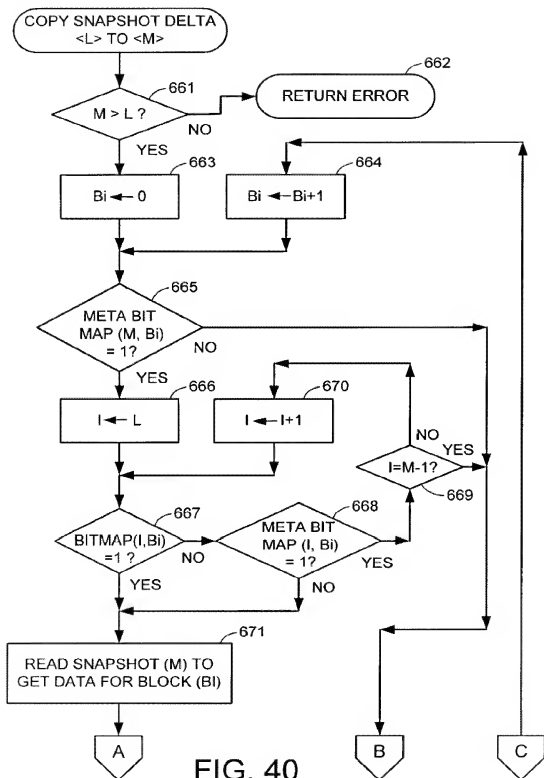 COPY SNAPSHOT DELTA
<L> TO <M>
661
M > L ?
NO
YES
662
RETURN ERROR
663
Bi ← 0
664
Bi ← Bi+1
665
META BIT
MAP (M, Bi)
= 1?
NO
YES
666
I ← L
670
I ← I+1
NO
YES
I=M-1?
669
667
BITMAP(I,Bi)
=1 ?
NO
YES
668
META BIT
MAP (I, Bi)
= 1?
YES
NO
671
READ SNAPSHOT (M) TO
GET DATA FOR BLOCK (BI)
A
B
C
FIG. 40